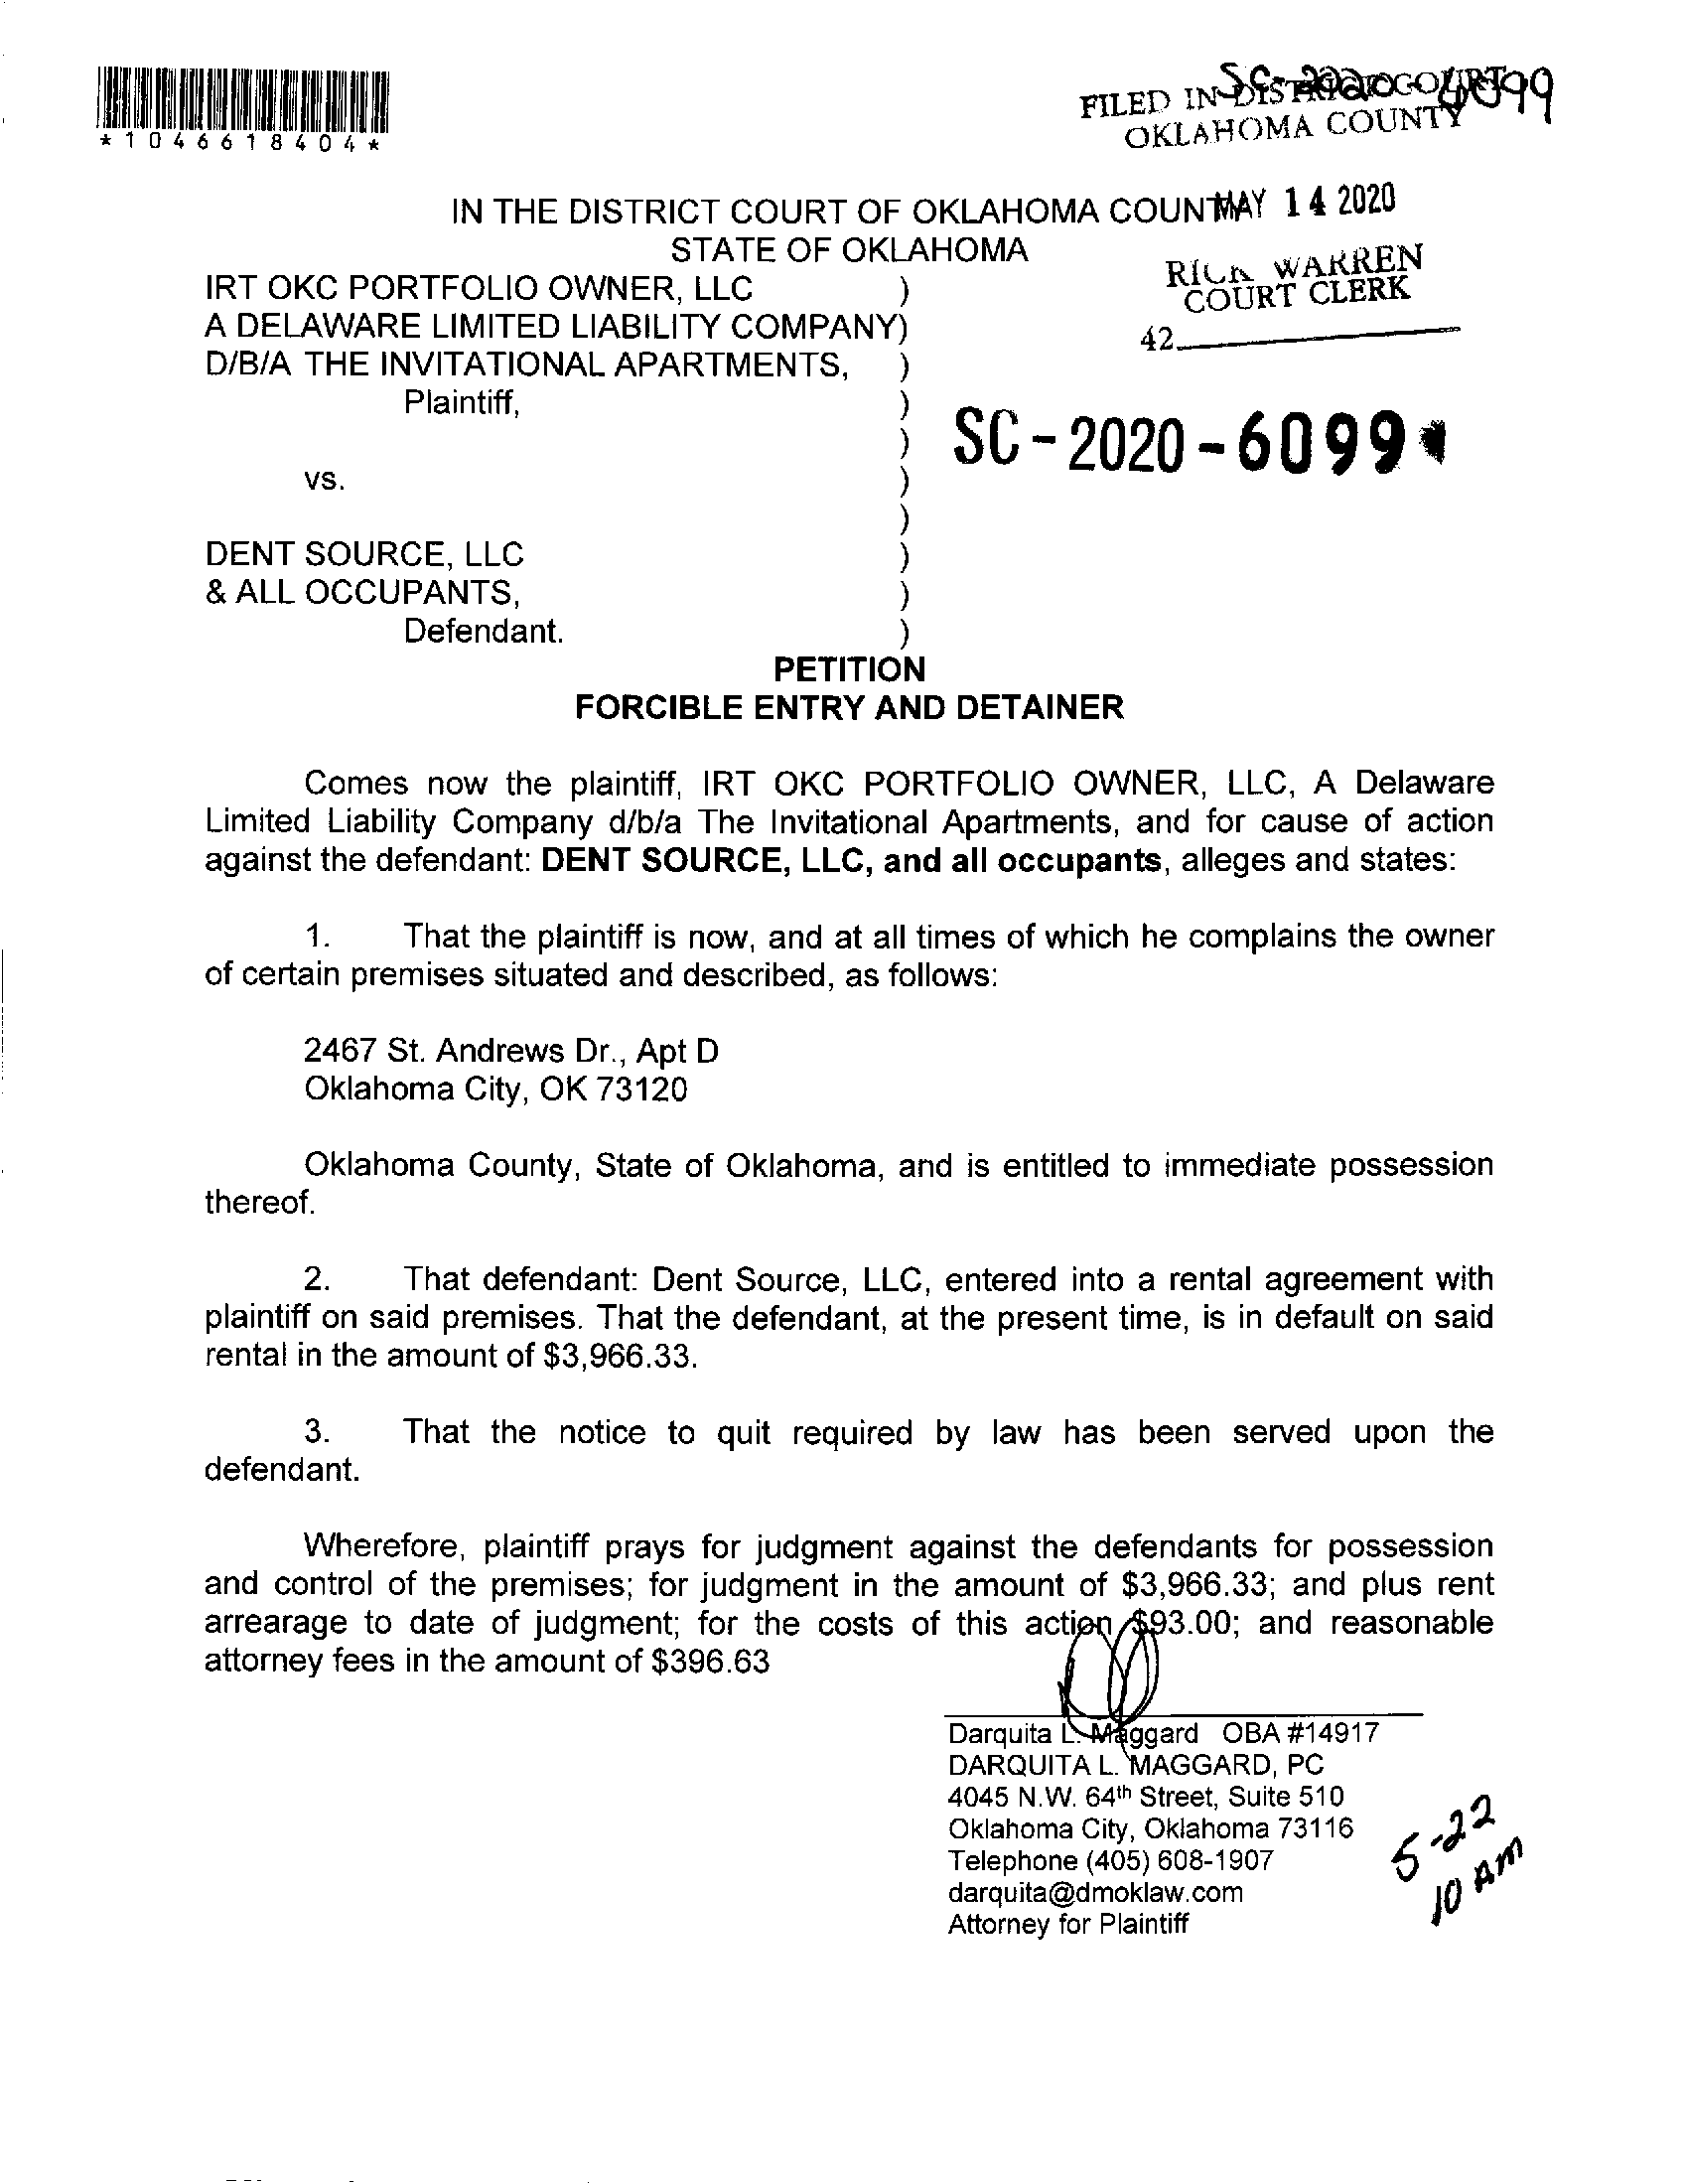 *1046618404*
SC-2020-6099
FILED IN DISTRICT COURT
OKLAHOMA COUNTY
MAY 14 2020
RICK WARREN
COURT CLERK
42
IN THE DISTRICT COURT OF OKLAHOMA COUN
STATE OF OKLAHOMA
IRT OKC PORTFOLIO OWNER, LLC )
A DELAWARE LIMITED LIABILITY COMPANY)
D/B/A THE INVITATIONAL APARTMENTS, )
Plaintiff, )
)
SC-2020-6099
vs. )
)
DENT SOURCE, LLC )
& ALL OCCUPANTS, )
Defendant. )
PETITION
FORCIBLE ENTRY AND DETAINER
Comes now the plaintiff, IRT OKC PORTFOLIO OWNER, LLC, A Delaware
Limited Liability Company d/b/a The Invitational Apartments, and for cause of action
against the defendant: DENT SOURCE, LLC, and all occupants, alleges and states:
1. That the plaintiff is now, and at all times of which he complains the owner
of certain premises situated and described, as follows:
2467 St. Andrews Dr., Apt D
Oklahoma City, OK 73120
Oklahoma County, State of Oklahoma, and is entitled to immediate possession
thereof.
2. That defendant: Dent Source, LLC, entered into a rental agreement with
plaintiff on said premises. That the defendant, at the present time, is in default on said
rental in the amount of $3,966.33.
3. That the notice to quit required by law has been served upon the
defendant.
Wherefore, plaintiff prays for judgment against the defendants for possession
and control of the premises; for judgment in the amount of $3,966.33; and plus rent
arrearage to date of judgment; for the costs of this action $93.00; and reasonable
attorney fees in the amount of $396.63
Darquita L. Maggard OBA #14917
DARQUITA L. MAGGARD, PC
4045 N.W. 64th Street, Suite 510
Oklahoma City, Oklahoma 73116
Telephone (405) 608-1907
darquita@dmoklaw.com
Attorney for Plaintiff
5-22
10 AM